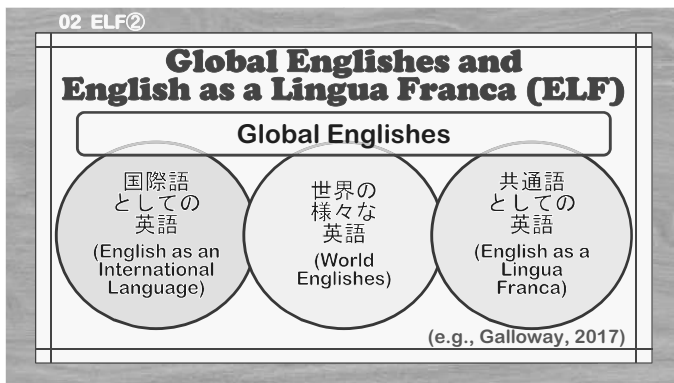 02 ELF②
Global Englishes and
English as a Lingua Franca (ELF)
Global Englishes
国際語
としての
英語
(English as an
International
Language)
世界の
様々な
英語
(World
Englishes)
共通語
としての
英語
(English as a
Lingua
Franca)
(e.g., Galloway, 2017)